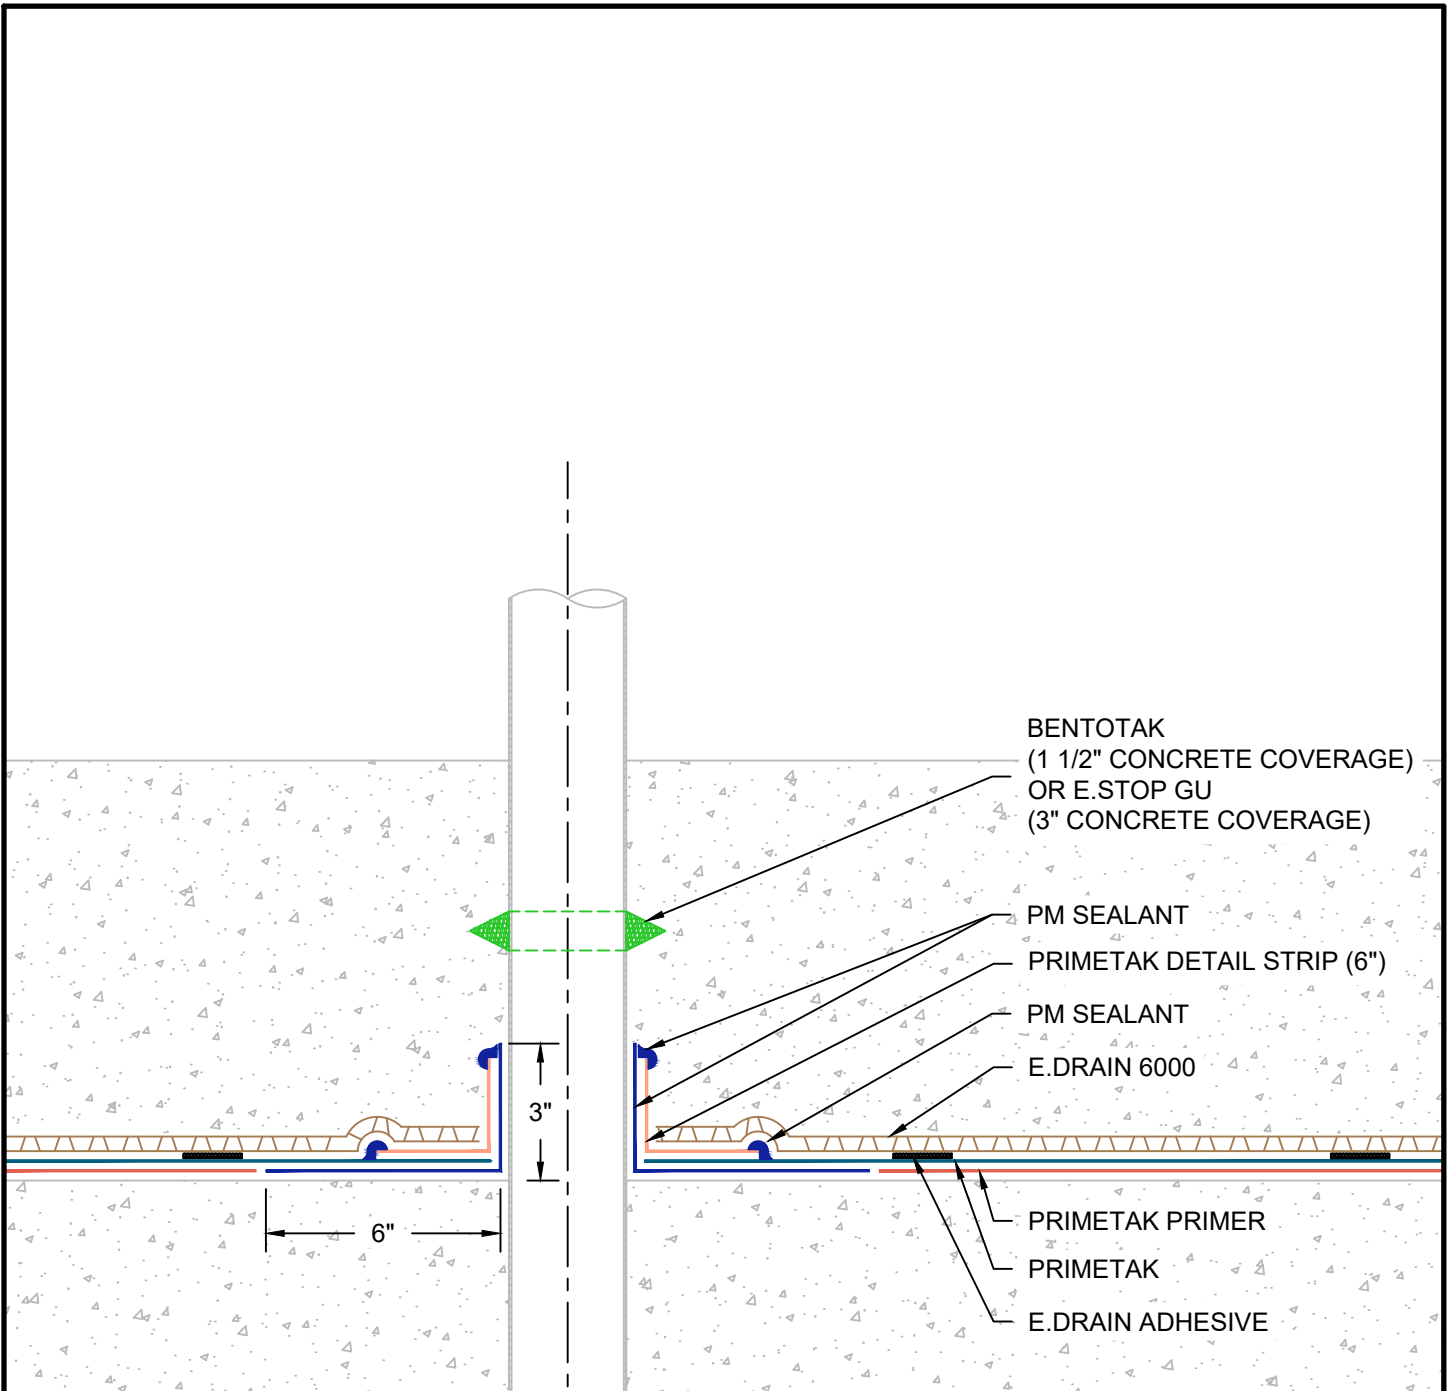 BENTOTAK
(1 1/2" CONCRETE COVERAGE)
OR E.STOP GU
(3" CONCRETE COVERAGE)
PM SEALANT
PRIMETAK DETAIL STRIP (6")
PM SEALANT
E.DRAIN 6000
3"
6"
PRIMETAK PRIMER
PRIMETAK
E.DRAIN ADHESIVE